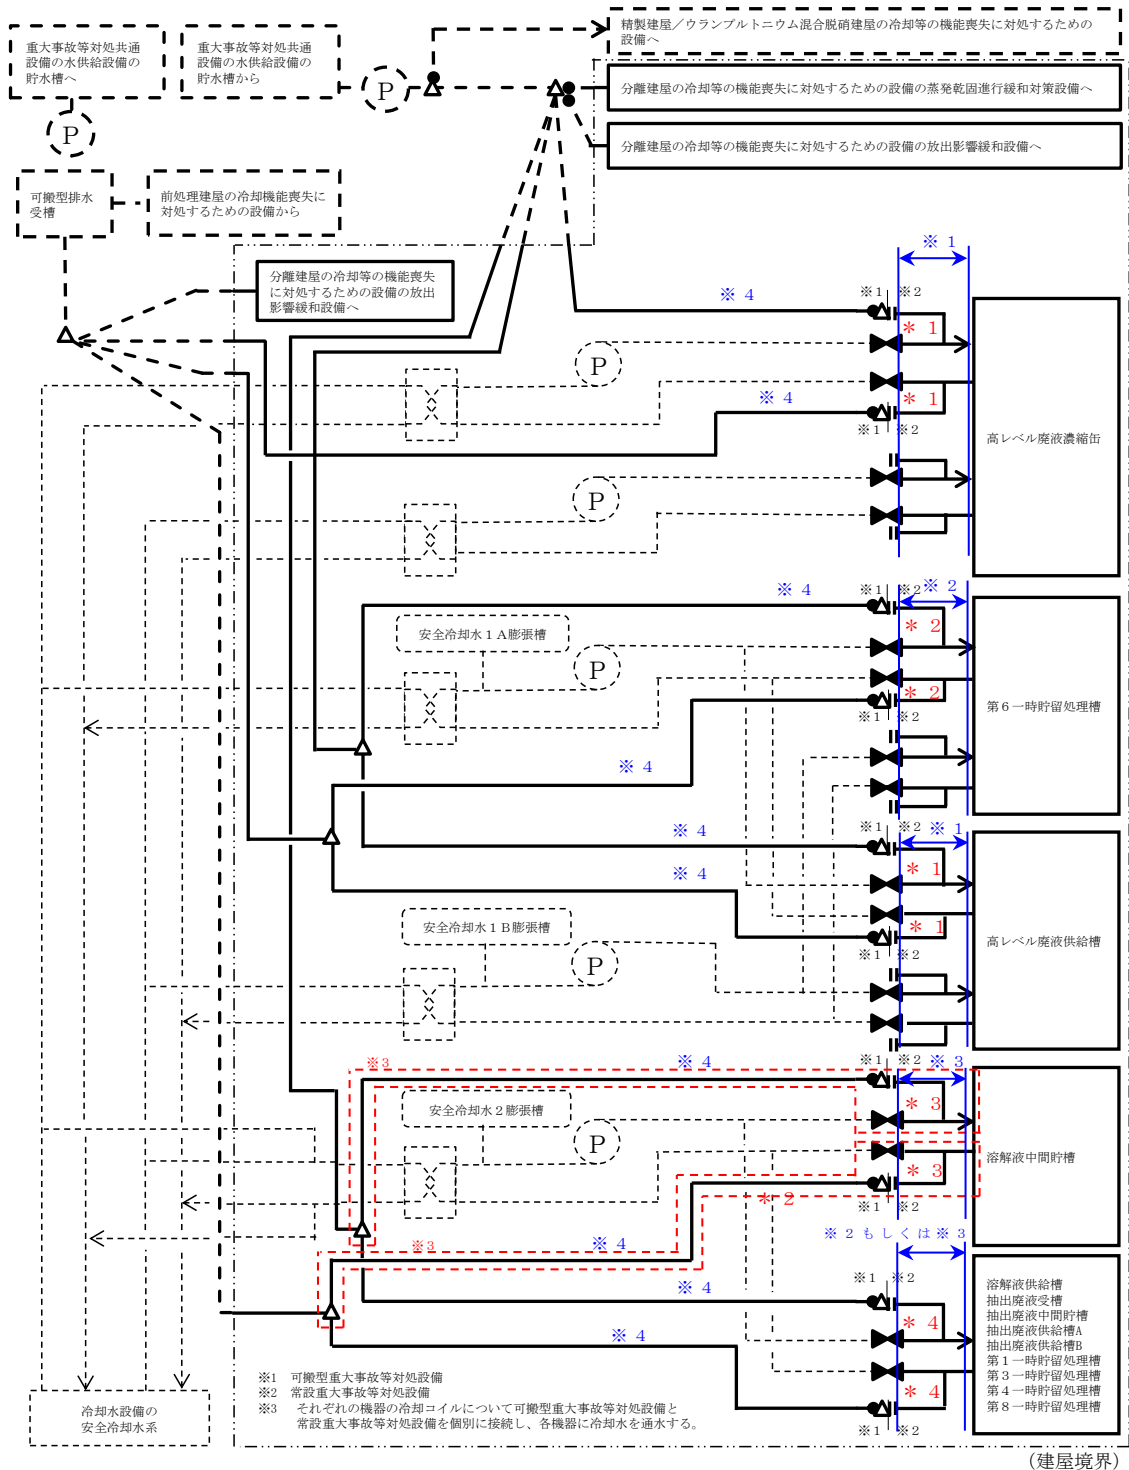 精製建屋／ウランプルトニウム混合脱硝建屋の冷却等の機能喪失に対処するための
設備へ
重大事故等対処共通
設備の水供給設備の
貯水槽へ
重大事故等対処共通
設備の水供給設備の
貯水槽から
P
P
分離建屋の冷却等の機能喪失に対処するための設備の蒸発乾固進行緩和対策設備へ
分離建屋の冷却等の機能喪失に対処するための設備の放出影響緩和設備へ
可搬型排水
受槽
前処理建屋の冷却機能喪失に
対処するための設備から
分離建屋の冷却等の機能喪失
に対処するための設備の放出
影響緩和設備へ
※１
※４
※1
※2
＊１
P
※４
＊１
※1
※2
高レベル廃液濃縮缶
P
※４
※1
※2
※２
＊２
安全冷却水１Ａ膨張槽
P
＊２
※1
※2
第６一時貯留処理槽
※４
※４
※1
※2
※１
＊１
※４
安全冷却水１Ｂ膨張槽
＊１
※1
※2
高レベル廃液供給槽
P
※3
※４
※1
※2
※３
＊３
安全冷却水２膨張槽
P
＊３
溶解液中間貯槽
＊２
※1
※2
※3
※４
※２もしくは※３
※４
※1
※2
＊４
※４
＊４
※1
※2
溶解液供給槽
抽出廃液受槽
抽出廃液中間貯槽
抽出廃液供給槽A
抽出廃液供給槽B
第１一時貯留処理槽
第３一時貯留処理槽
第４一時貯留処理槽
第８一時貯留処理槽
冷却水設備の
安全冷却水系
※1　可搬型重大事故等対処設備
※2　常設重大事故等対処設備
※3　それぞれの機器の冷却コイルについて可搬型重大事故等対処設備と
常設重大事故等対処設備を個別に接続し、各機器に冷却水を通水する。
（建屋境界）